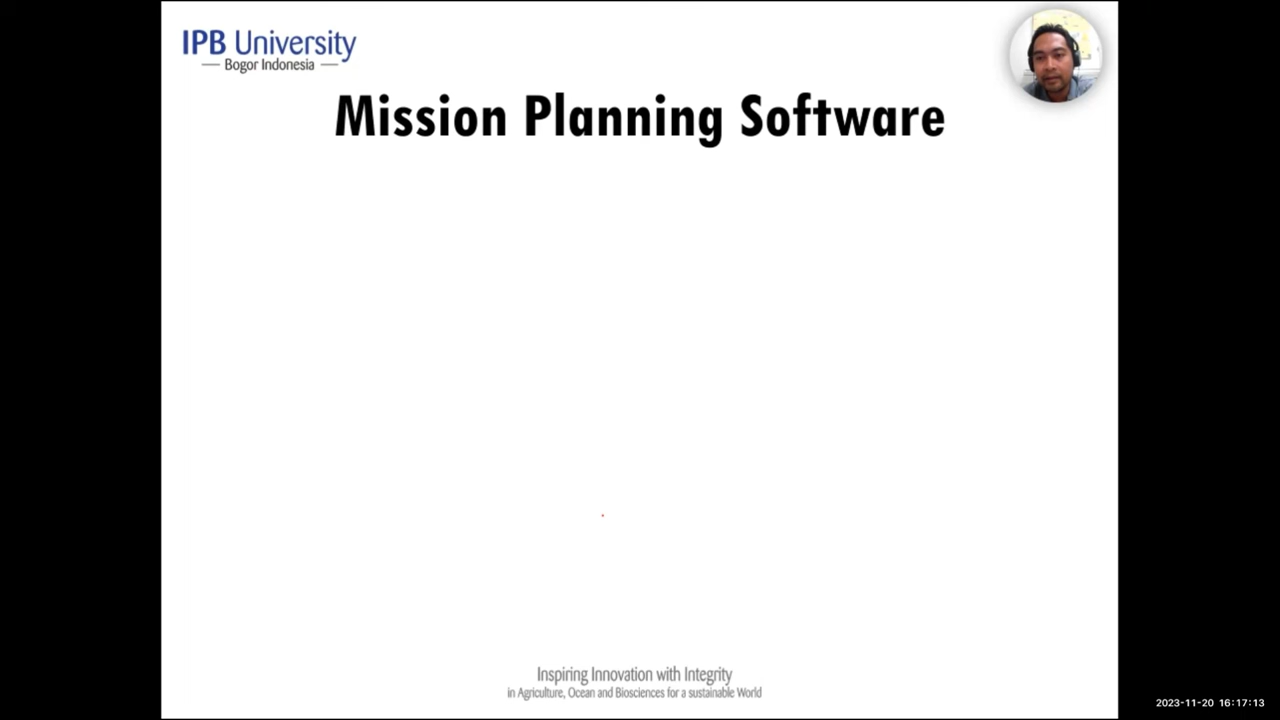 IPB University
Bogor Indonesia
Mission Planning Software
Inspiring Innovation with Integrity
in Agriculture, Ocean and Biosciences for a sustainable World
2023-11-20 16:17:13